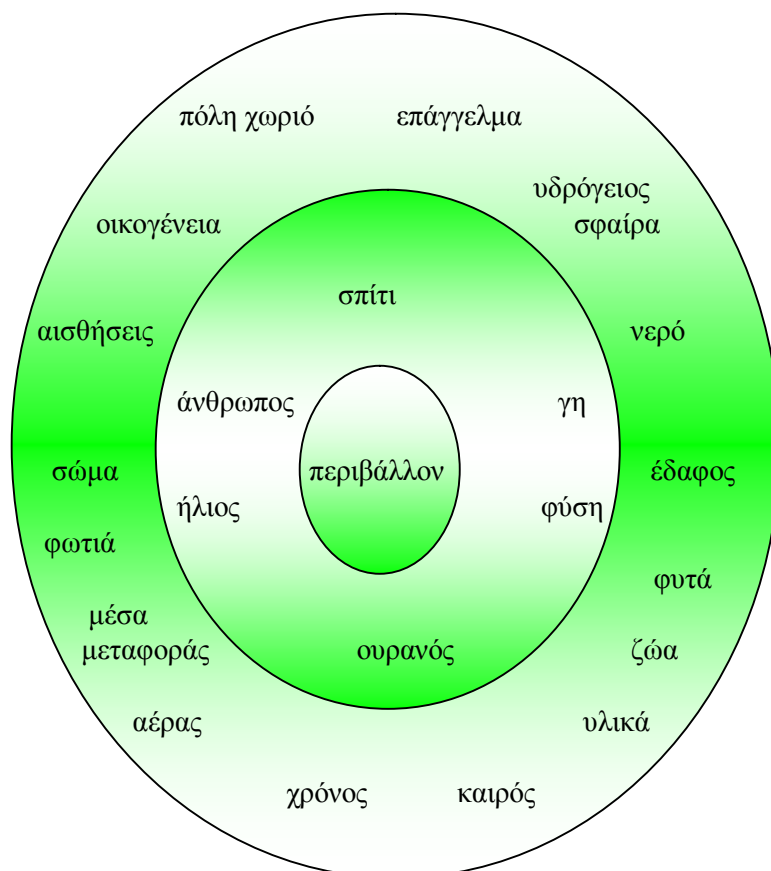 πόλη χωριό
επάγγελμα
υδρόγειος
σφαίρα
οικογένεια
σπίτι
αισθήσεις
νερό
άνθρωπος
γη
περιβάλλον
σώμα
έδαφος
ήλιος
φύση
φωτιά
φυτά
μέσα
μεταφοράς
ουρανός
ζώα
αέρας
υλικά
χρόνος
καιρός